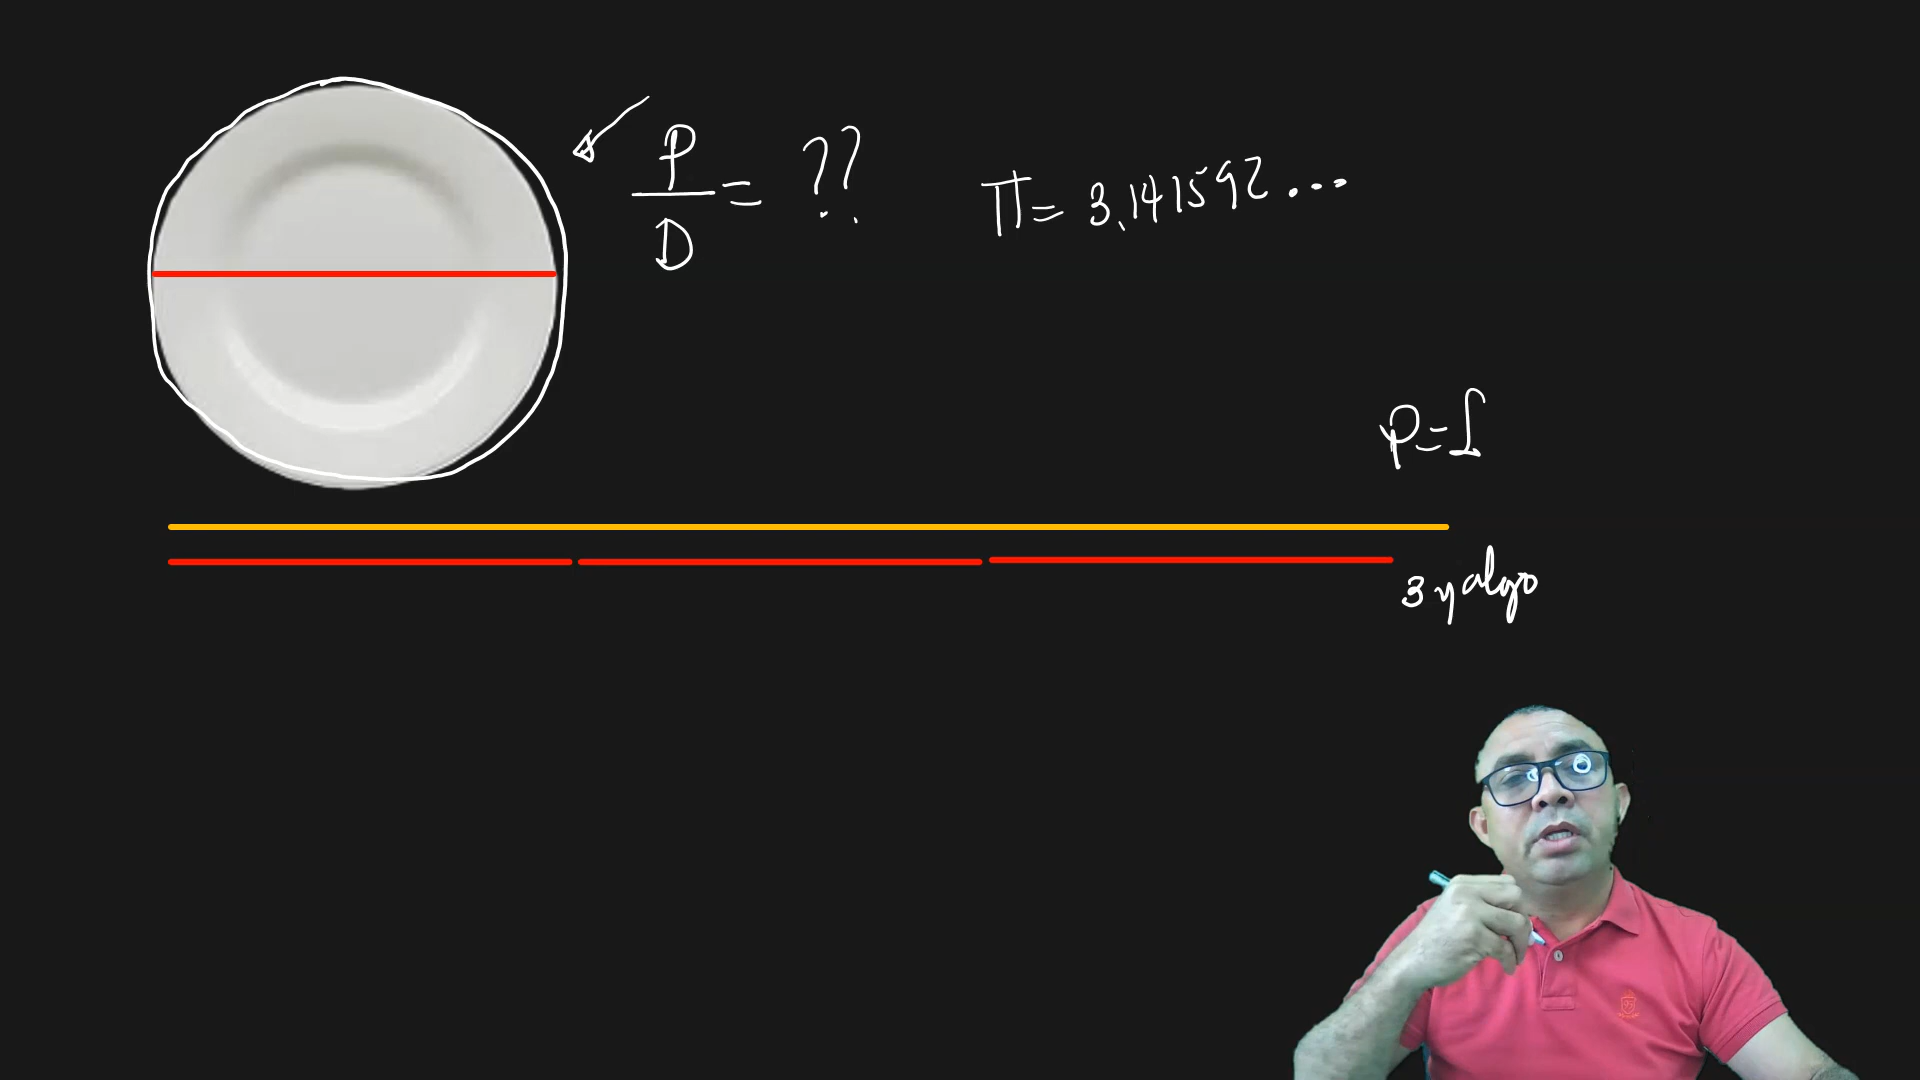 P
D
= ??
π = 3,141592...
P=L
3 y algo